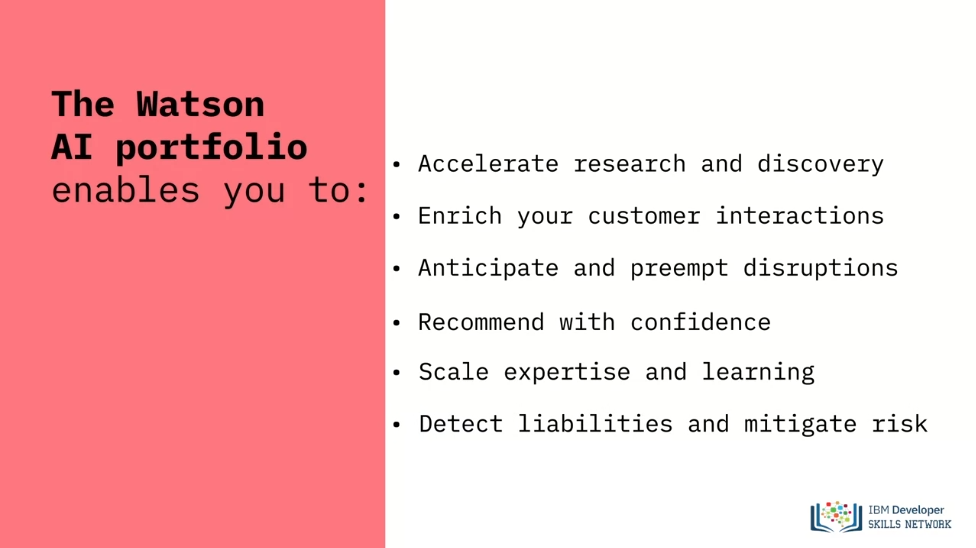 The Watson
AI portfolio
enables you to:
• Accelerate research and discovery
• Enrich your customer interactions
• Anticipate and preempt disruptions
• Recommend with confidence
• Scale expertise and learning
• Detect liabilities and mitigate risk
IBM Developer
SKILLS NETWORK